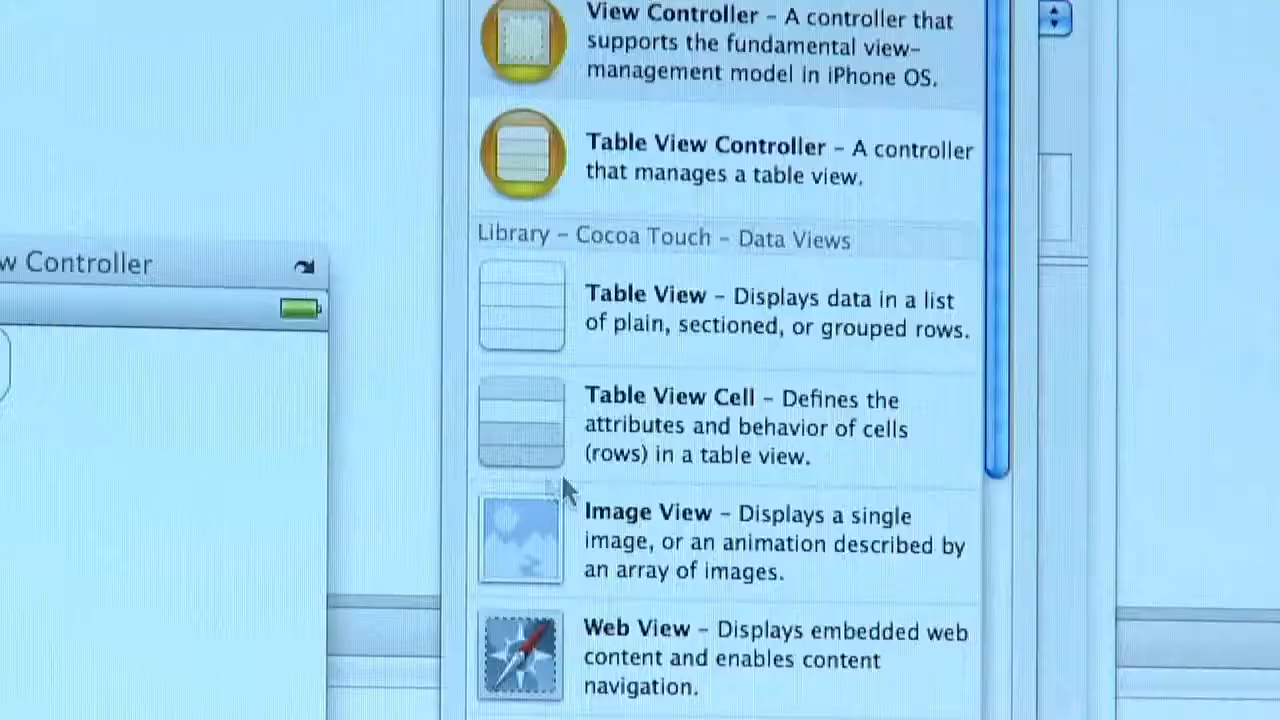 View Controller – A controller that
supports the fundamental view-
management model in iPhone OS.
Table View Controller – A controller
that manages a table view.
Library – Cocoa Touch – Data Views
w Controller
Table View – Displays data in a list
of plain, sectioned, or grouped rows.
Table View Cell – Defines the
attributes and behavior of cells
(rows) in a table view.
Image View – Displays a single
image, or an animation described by
an array of images.
Web View – Displays embedded web
content and enables content
navigation.